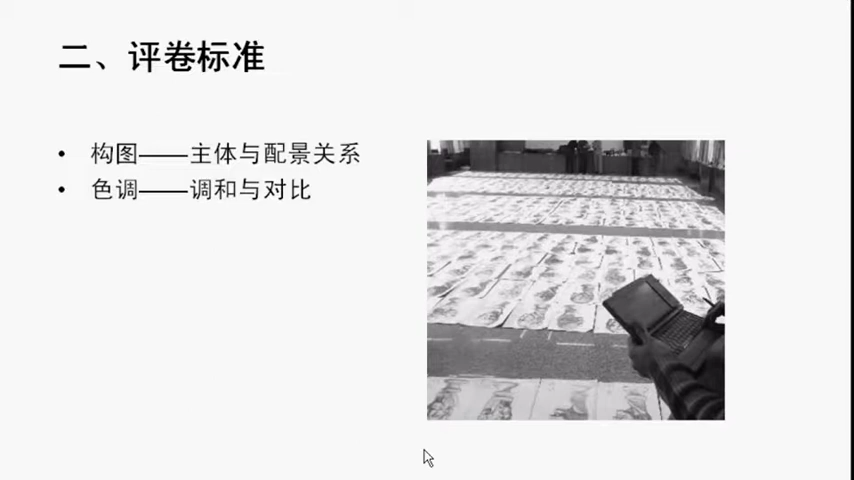 二、评卷标准
• 构图——主体与配景关系
• 色调——调和与对比